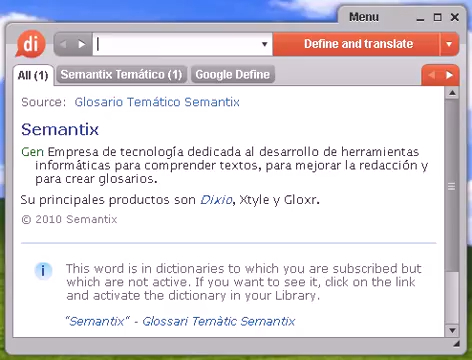 Menu
di
Define and translate
All (1)
Semantix Temático (1)
Google Define
Source: Glosario Temático Semantix
Semantix
Gen Empresa de tecnología dedicada al desarrollo de herramientas
informáticas para comprender textos, para mejorar la redacción y
para crear glosarios.
Su principales productos son Dixio, Xtyle y Gloxr.
© 2010 Semantix
i
This word is in dictionaries to which you are subscribed but
which are not active. If you want to see it, click on the link
and activate the dictionary in your Library.
"Semantix" - Glossari Temàtic Semantix